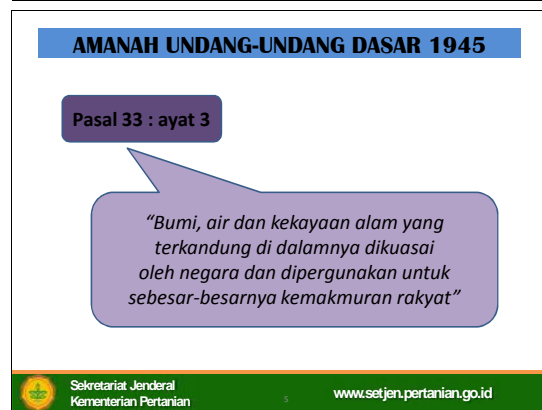 AMANAH UNDANG-UNDANG DASAR 1945
Pasal 33 : ayat 3
“Bumi, air dan kekayaan alam yang
terkandung di dalamnya dikuasai
oleh negara dan dipergunakan untuk
sebesar-besarnya kemakmuran rakyat”
Sekretariat Jenderal
Kementerian Pertanian
5
www.setjen.pertanian.go.id